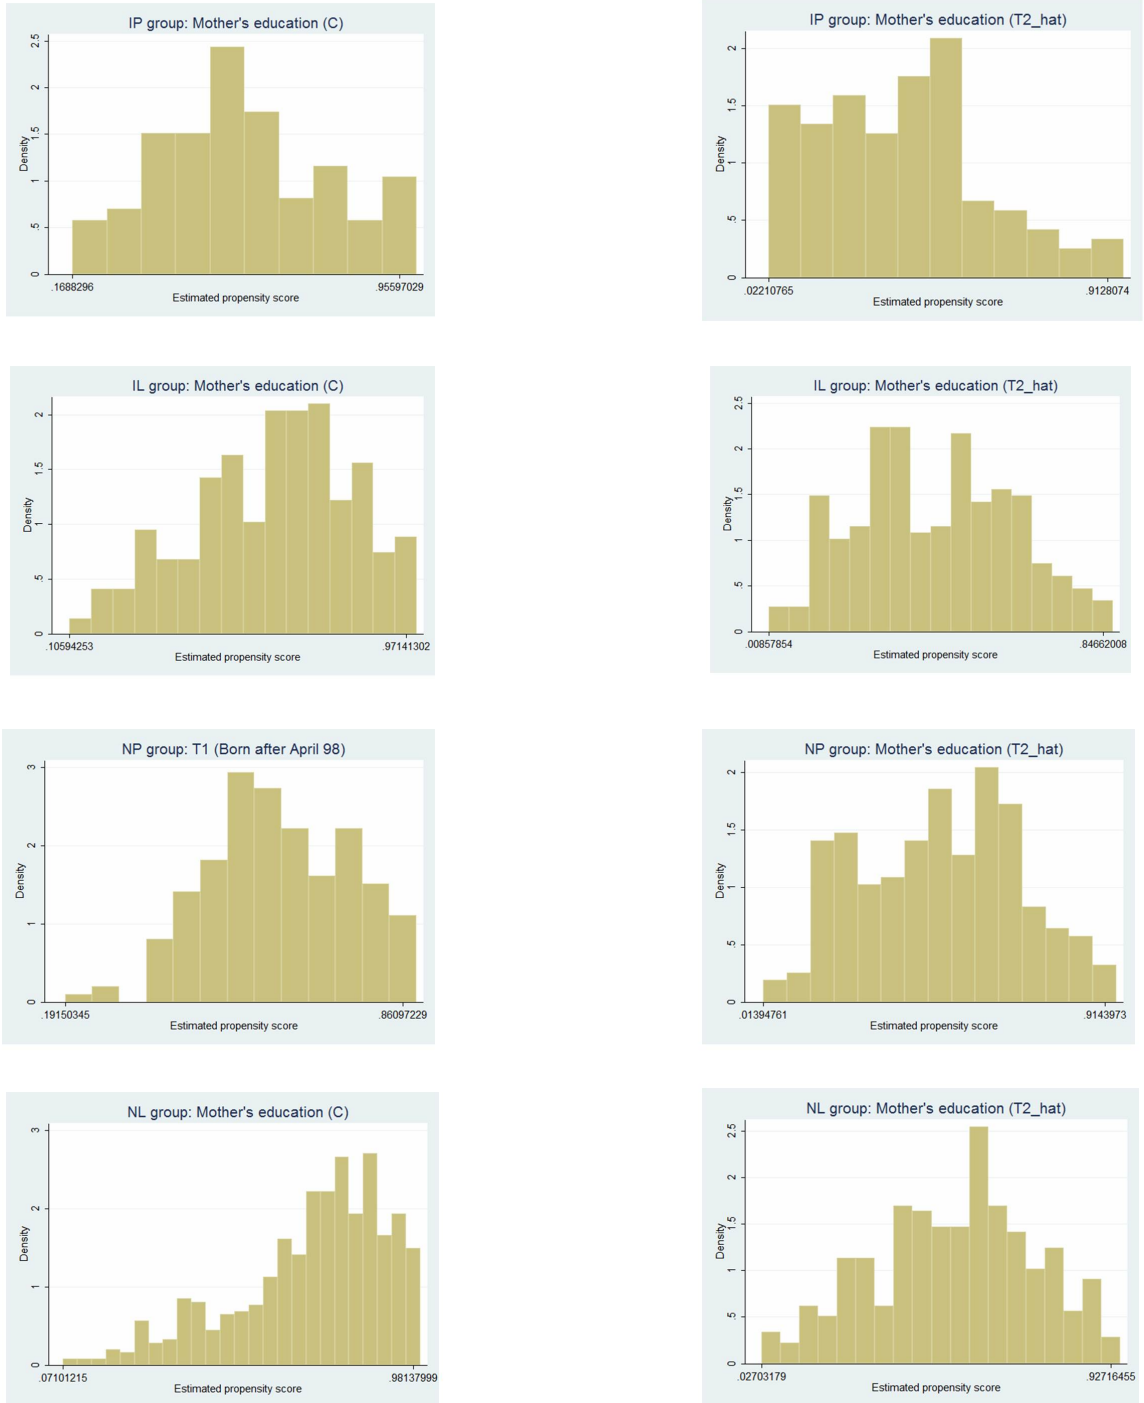 IP group: Mother's education (C)
2.5
2
1.5
1
.5
0
Density
.1688296
.95597029
Estimated propensity score
IP group: Mother's education (T2_hat)
2
1.5
1
.5
0
Density
.02210765
.9128074
Estimated propensity score
IL group: Mother's education (C)
2
1.5
1
.5
0
Density
.10594253
.97141302
Estimated propensity score
IL group: Mother's education (T2_hat)
2.5
2
1.5
1
.5
0
Density
.00857854
.84662008
Estimated propensity score
NP group: T1 (Born after April 98)
3
2
1
0
Density
.19150345
.86097229
Estimated propensity score
NP group: Mother's education (T2_hat)
2
1.5
1
.5
0
Density
.01394761
.9143973
Estimated propensity score
NL group: Mother's education (C)
3
2
1
0
Density
.07101215
.98137999
Estimated propensity score
NL group: Mother's education (T2_hat)
2.5
2
1.5
1
.5
0
Density
.02703179
.92716455
Estimated propensity score